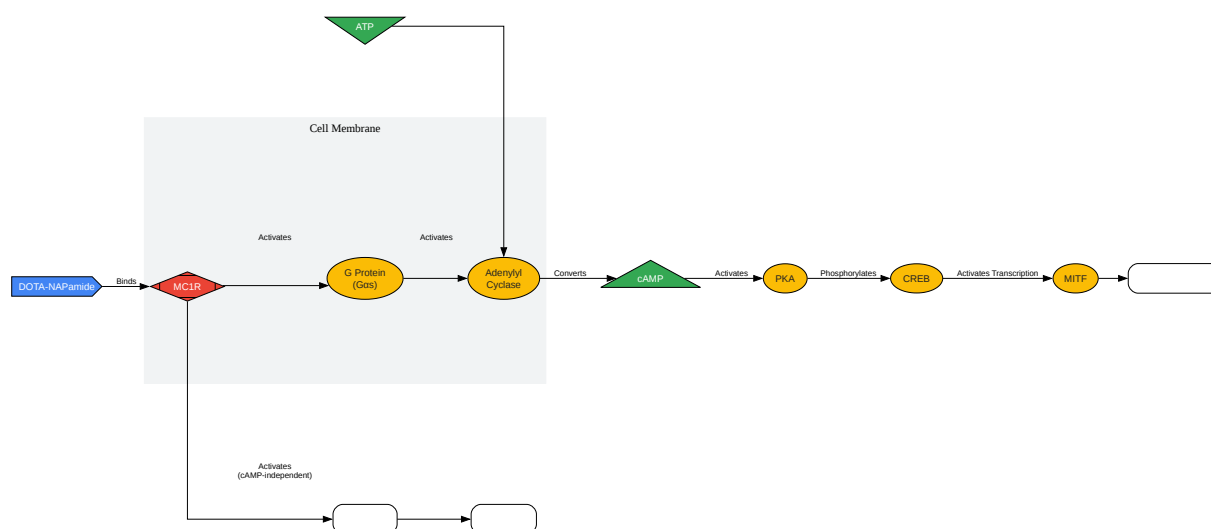 ATP
Cell Membrane
Activates
Activates
G Protein
(Gαs)
Adenylyl
Cyclase
Converts
cAMP
Activates
PKA
Phosphorylates
CREB
Activates Transcription
MITF
DOTA-NAPamide
Binds
MC1R
Activates
(cAMP-independent)